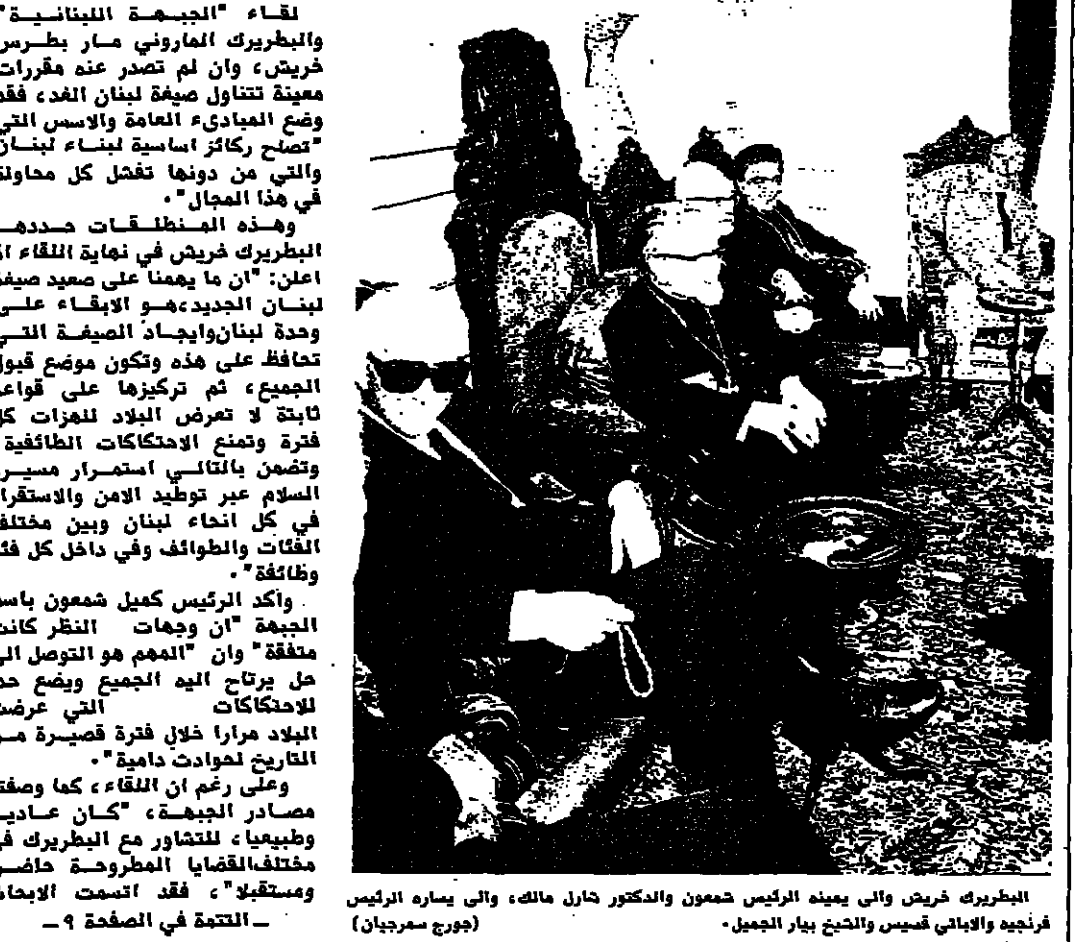 لقاء "الجبهة اللبنانية"
والبطريرك الماروني مار بطرس
خريش، وان لم تصدر عنه مقررات
معينة تتناول صيغة لبنان الغد، فقد
وضع المبادىء العامة والاسس التي
"تصلح ركائز اساسية لبناء لبنان
والتي من دونها تفشل كل محاولة
في هذا المجال".
وهذه المنطلقات حددها
البطريرك خريش في نهاية اللقاء اذ
اعلن: "ان ما يهمنا على صعيد صيغة
لبنان الجديد،هو الابقاء على
وحدة لبنان وايجاد الصيغة التي
تحافظ على هذه وتكون موضع قبول
الجميع، ثم تركيزها على قواعد
ثابتة لا تعرض البلاد للهزات كل
فترة وتمنع الاحتكاكات الطائفية
وتضمن بالتالي استمرار مسيرة
السلام عبر توطيد الامن والاستقرار
في كل انحاء لبنان وبين مختلف
الفئات والطوائف وفي داخل كل فئة
وطائفة".
واكد الرئيس كميل شمعون باسم
الجبهة "ان وجهات النظر كانت
متفقة" وان "المهم هو التوصل الى
حل يرتاح اليه الجميع ويضع حدا
للاحتكاكات التي عرضت
البلاد مرارا خلال فترة قصيرة من
التاريخ لحوادث دامية".
وعلى رغم ان اللقاء، كما وصفته
مصادر الجبهة، "كان عاديا
وطبيعيا، للتشاور مع البطريرك في
مختلف القضايا المطروحة حاضرا
ومستقبلا"، فقد اتسمت الابحاث
ـ التتمة في الصفحة ٩ ـ
البطريرك خريش والى يمينه الرئيس شمعون والدكتور شارل مالك، والى يساره الرئيس
فرنجيه والاباتي قسيس والشيخ بيار الجميل. (جورج سمرجيان)